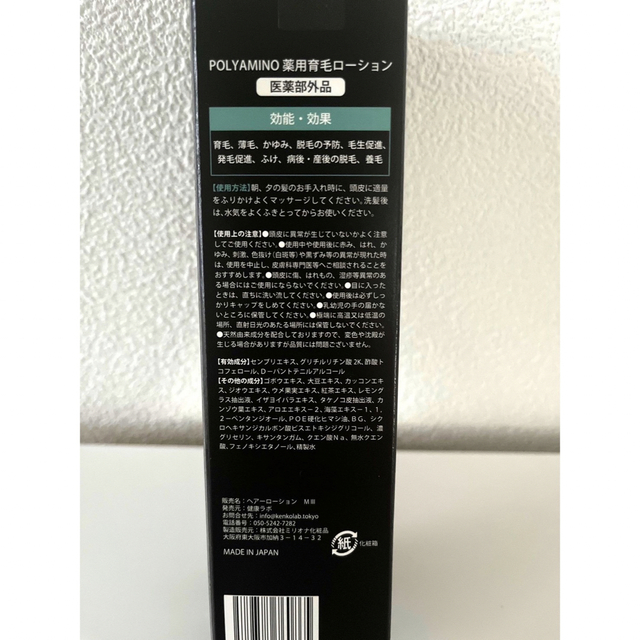 POLYAMINO 薬用育毛ローション
医薬部外品
効能・効果
育毛、薄毛、かゆみ、脱毛の予防、毛生促進、
発毛促進、ふけ、病後・産後の脱毛、養毛
【使用方法】朝、夕の髪のお手入れ時に、頭皮に適量
をふりかけよくマッサージしてください。洗髪後
は、水気をよくふきとってからお使いください。
【使用上の注意】●頭皮に異常が生じていないかよく注意
してご使用ください。●使用中や使用後に赤み、はれ、か
ゆみ、刺激、色抜け(白斑等)や黒ずみ等の異常が現れた時
は、使用を中止し、皮膚科専門医等へご相談されることを
おすすめします。●頭皮に傷、はれもの、湿疹等異常のあ
る場合にはご使用にならないでください。●目に入った
ときは、直ちに洗い流してください。●使用後は必ずしっ
かりキャップをしめてください。●乳幼児の手の届かな
いところに保管してください。●極端に高温又は低温の
場所、直射日光のあたる場所には保管しないでください。
●天然由来成分を配合しておりますので、変色や沈殿が
生じる場合がありますが品質には問題ございません。
【有効成分】センブリエキス、グリチルリチン酸 2K、酢酸
トコフェロール、D-パントテニルアルコール
【その他の成分】ゴボウエキス、大豆エキス、カッコンエキ
ス、ジオウエキス、ウメ果実エキス、紅茶エキス、レモング
ラス抽出液、イザヨイバラエキス、タケノコ皮抽出液、カ
ンゾウ葉エキス、アロエエキス-2、海藻エキス-1、1、
2-ペンタンジオール、POE硬化ヒマシ油、BG、シク
ロヘキサンジカルボン酸ビスエトキシジグリコール、濃
グリセリン、キサンタンガム、クエン酸Na、無水クエン
酸、フェノキシエタノール、精製水
販売名：ヘアーローション MⅢ
発売元：健康ラボ
お問合せ先：info@kenkolab.tokyo
電話番号：050-5242-7282
製造販売元：株式会社ミリオナ化粧品
大阪府東大阪市加納3-14-32
MADE IN JAPAN
紙
化粧箱